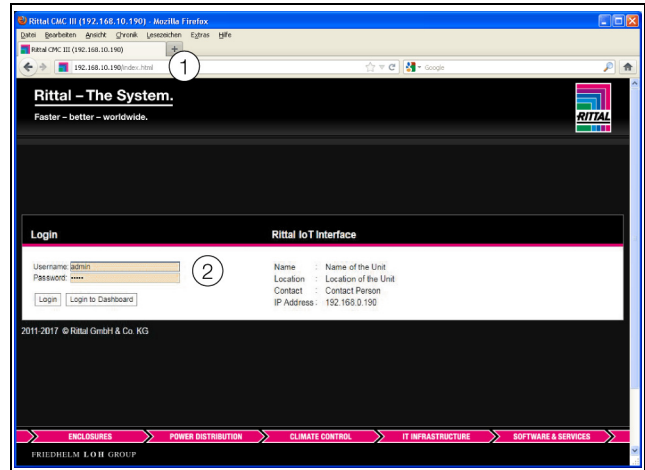 Rittal CMC III (192.168.10.190) - Mozilla Firefox
Datei Bearbeiten Ansicht Chronik Lesezeichen Extras Hilfe
Rittal CMC III (192.168.10.190) +
192.168.10.190/index.html Google
1
Rittal – The System.
Faster – better – worldwide.
RITTAL
Login Rittal IoT Interface
Username: admin
Password: •••••
2
Login Login to Dashboard
Name : Name of the Unit
Location : Location of the Unit
Contact : Contact Person
IP Address : 192.168.0.190
2011-2017 © Rittal GmbH & Co. KG
ENCLOSURES POWER DISTRIBUTION CLIMATE CONTROL IT INFRASTRUCTURE SOFTWARE & SERVICES
FRIEDHELM LOH GROUP